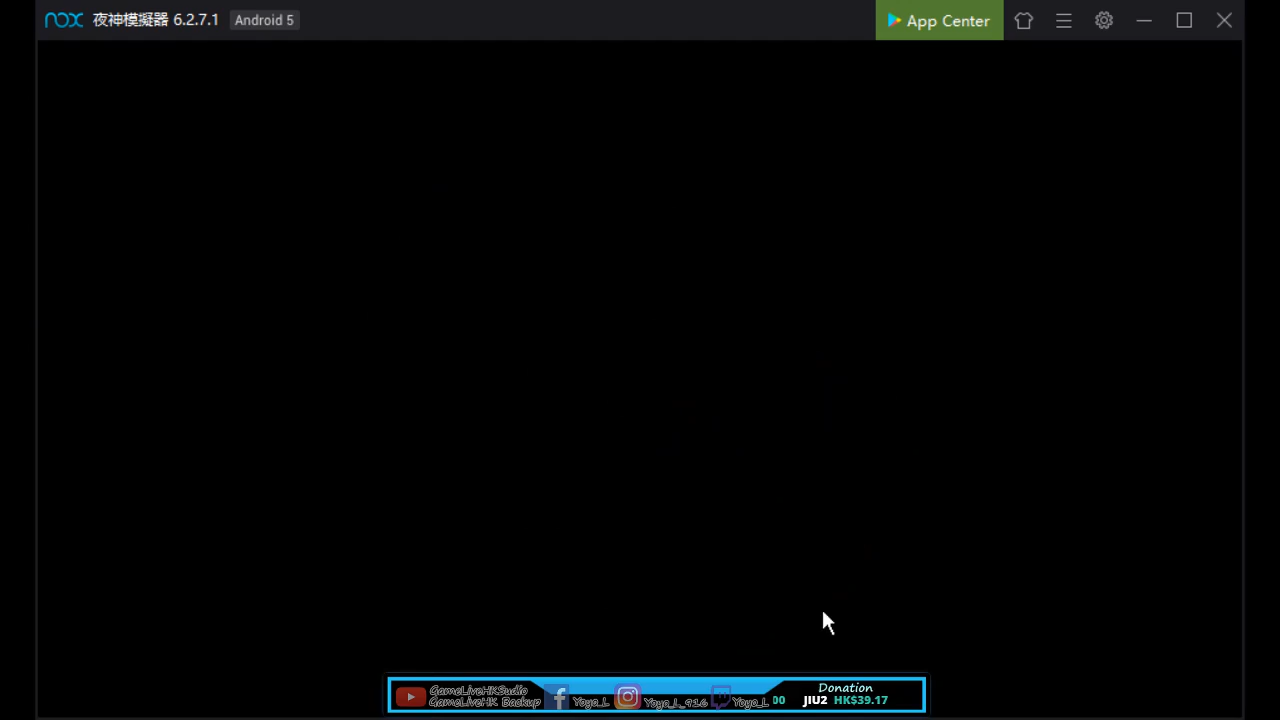 nox 夜神模擬器 6.2.7.1 Android 5 App Center
GameLiveHKSudio
GameLiveHK Backup Yoyo_L Yoyo_L_916 Yoyo_L 00
Donation
JIU2 HK$39.17